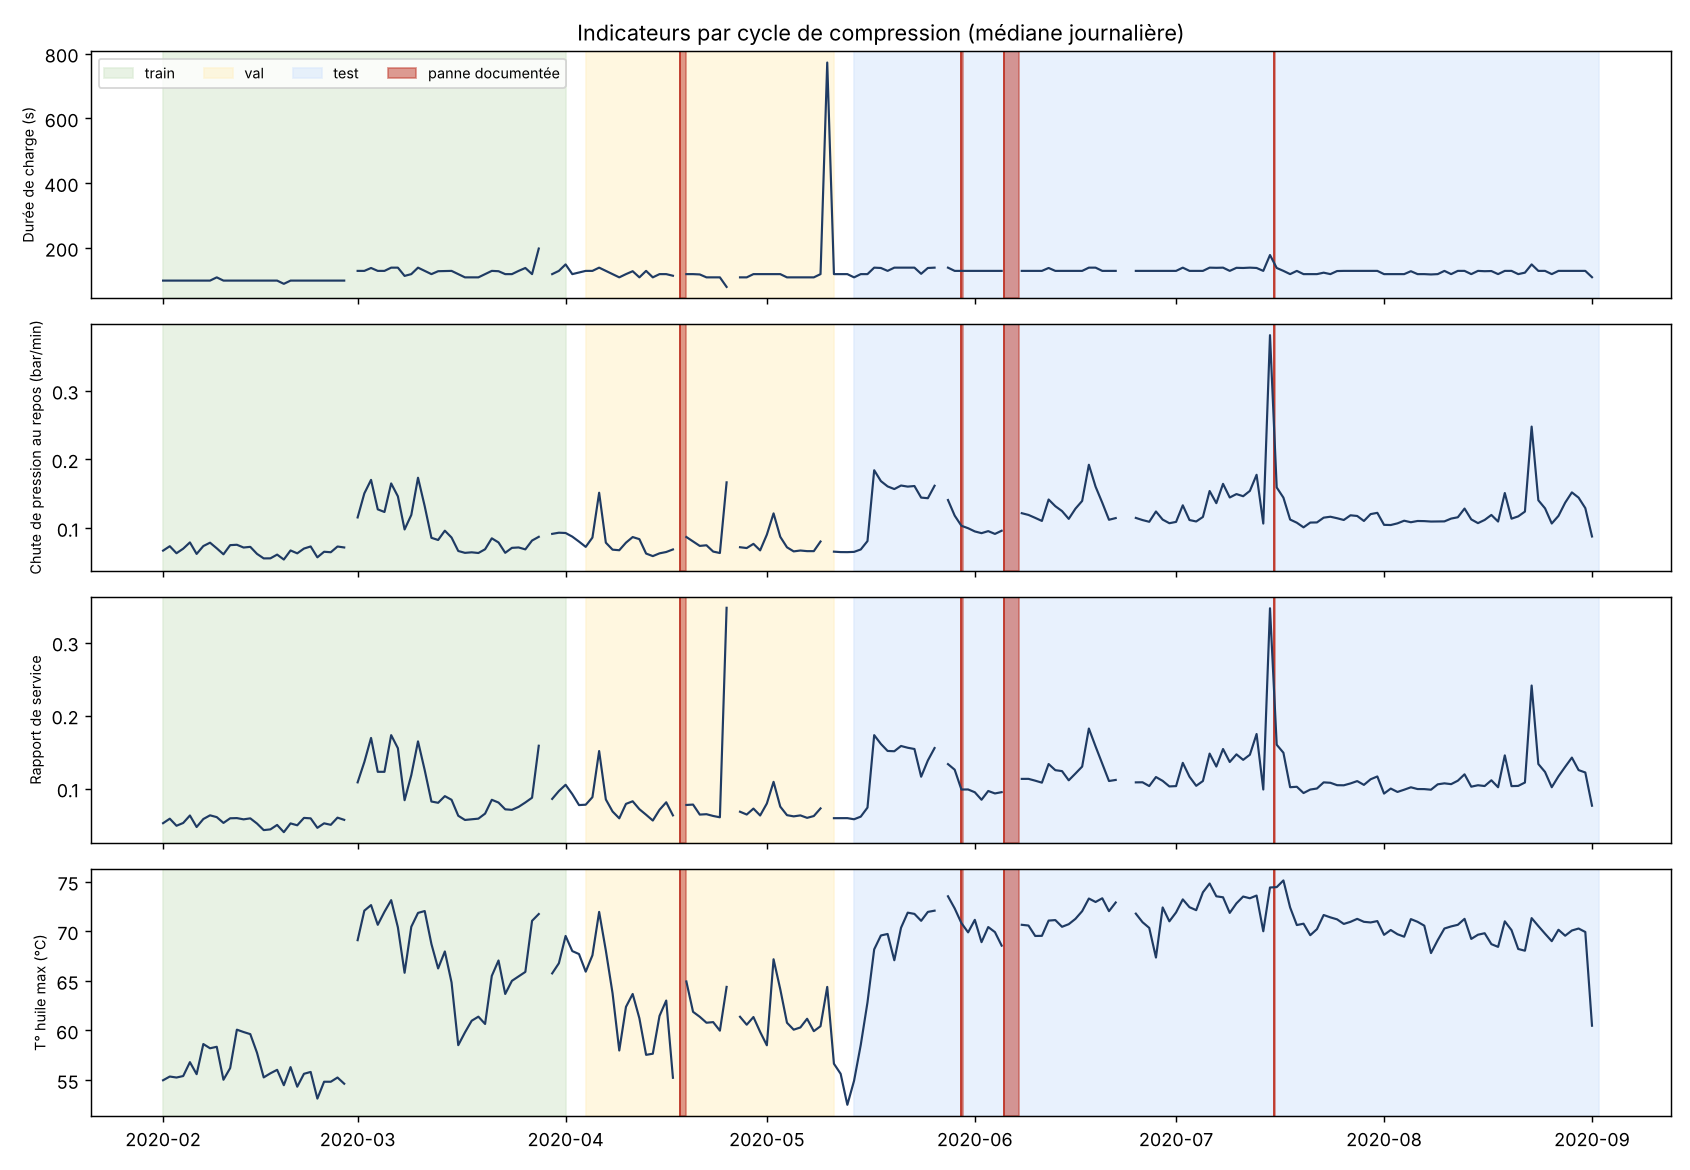 Indicateurs par cycle de compression (médiane journalière)
train val test panne documentée
Durée de charge (s)
800
600
400
200
Chute de pression au repos (bar/min)
0.3
0.2
0.1
Rapport de service
0.3
0.2
0.1
T° huile max (°C)
75
70
65
60
55
2020-02 2020-03 2020-04 2020-05 2020-06 2020-07 2020-08 2020-09